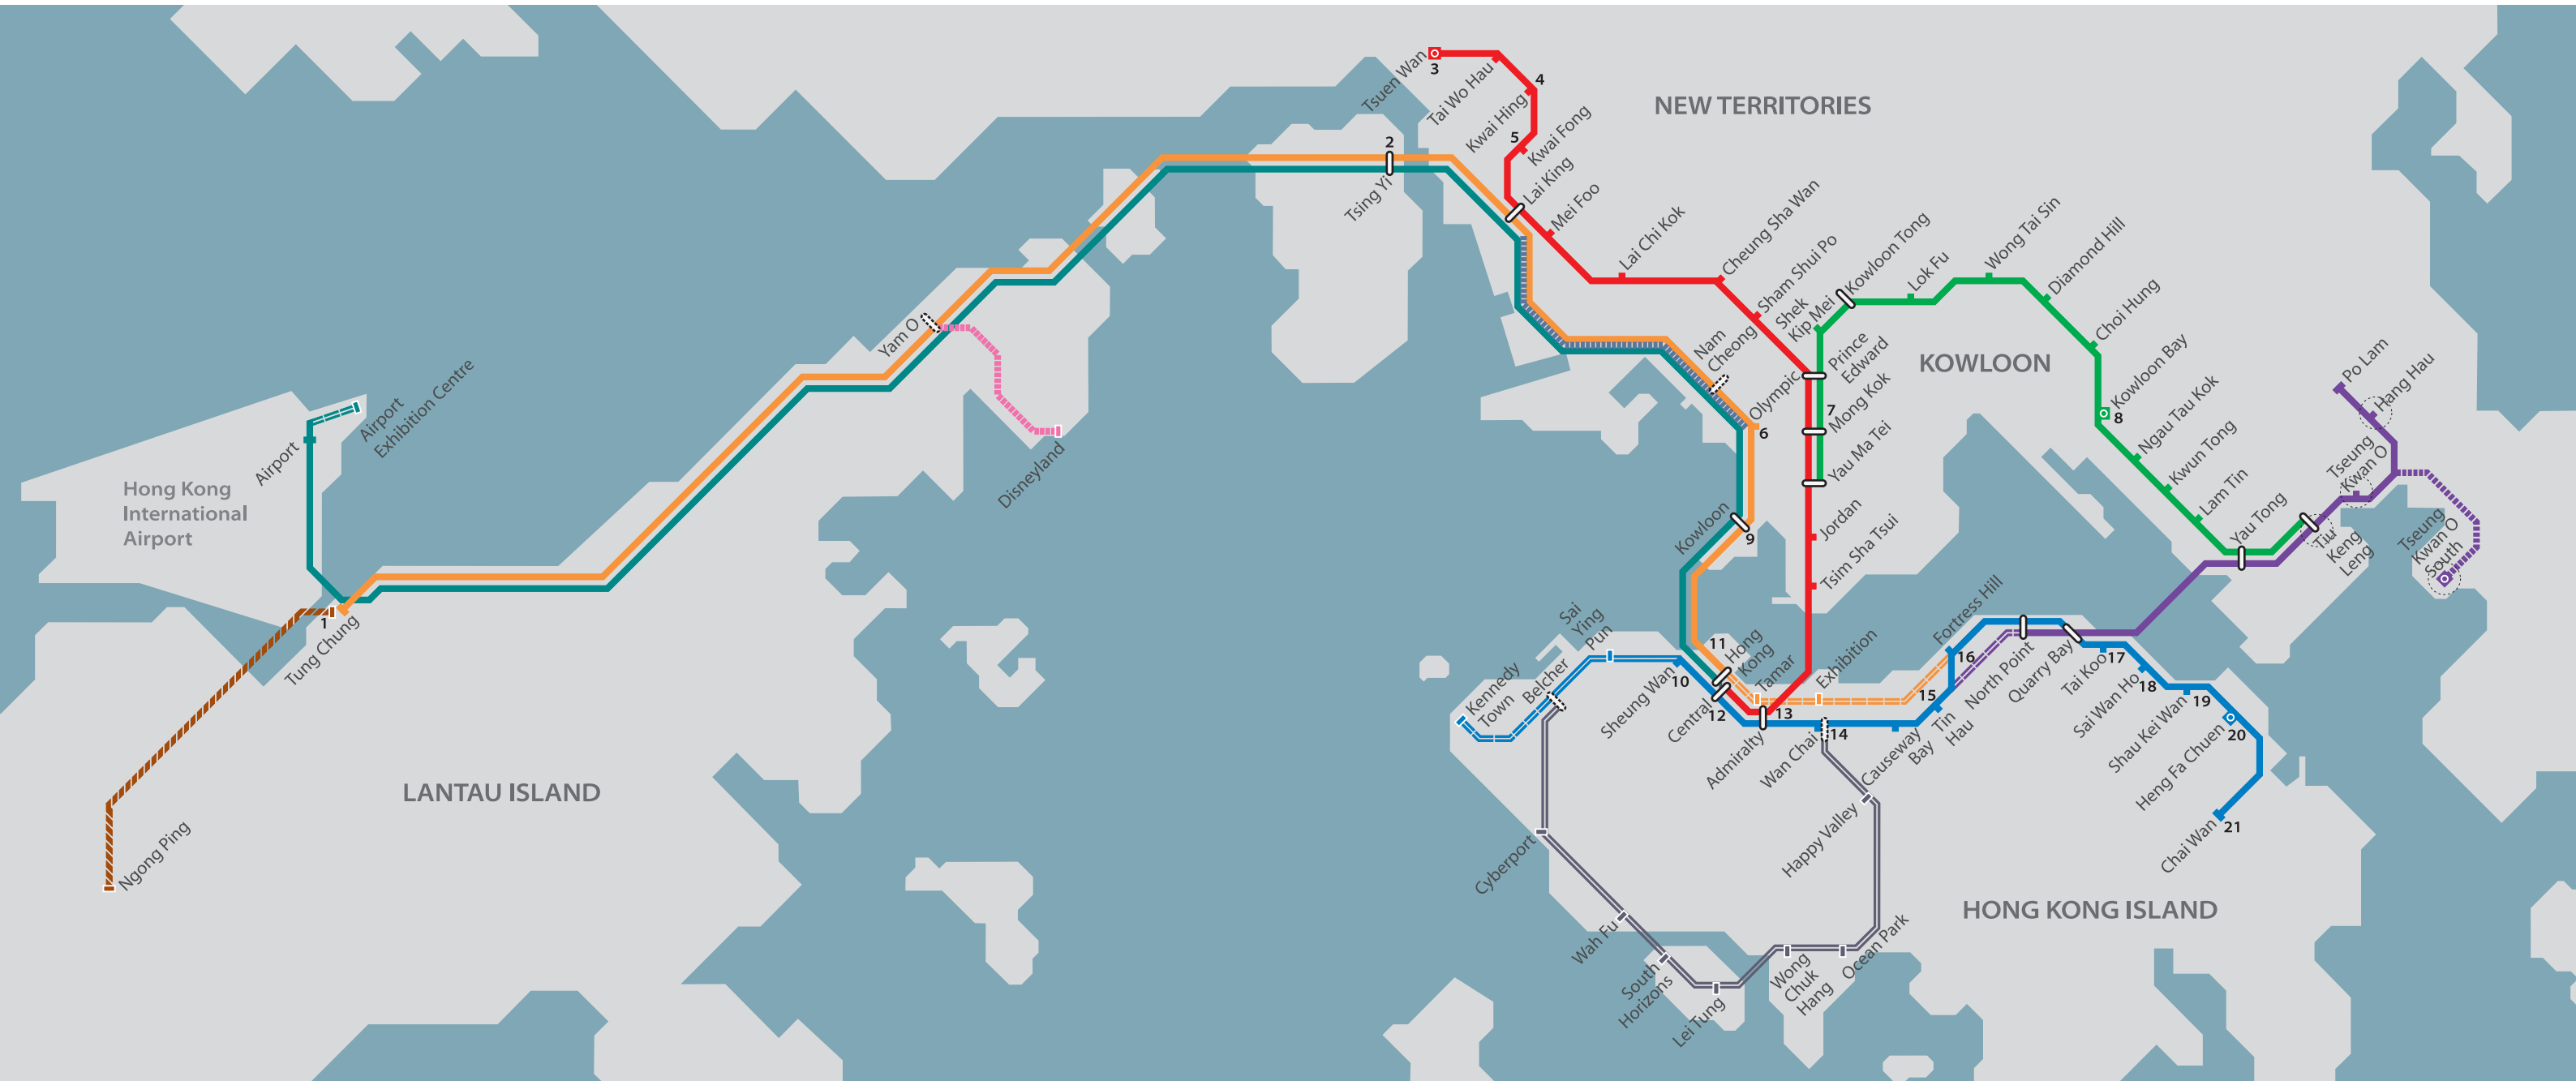 Tsuen Wan
3
Tai Wo Hau
4
Kwai Hing
5
Kwai Fong
NEW TERRITORIES
2
Tsing Yi
Lai King
Mei Foo
Lai Chi Kok
Cheung Sha Wan
Sham Shui Po
Shek
Kip Mei
Kowloon Tong
Lok Fu
Wong Tai Sin
Diamond Hill
Choi Hung
Kowloon Bay
8
Ngau Tau Kok
Kwun Tong
Lam Tin
Yau Tong
Tiu
Keng
Leng
Tseung
Kwan O
Hang Hau
Po Lam
Tseung
Kwan O
South
KOWLOON
Prince
Edward
7
Mong Kok
Yau Ma Tei
Jordan
Tsim Sha Tsui
Nam
Cheong
Olympic
6
Kowloon
9
Yam O
Disneyland
Airport
Exhibition Centre
Airport
Hong Kong
International
Airport
1
Tung Chung
Ngong Ping
LANTAU ISLAND
11
Hong
Kong
Tamar
Exhibition
Fortress Hill
Sai
Ying
Pun
Belcher
Kennedy
Town
Sheung Wan
10
Central
12
Admiralty
13
Wan Chai
14
Causeway
Bay
15
Tin
Hau
16
North Point
Quarry Bay
Tai Koo
17
Sai Wan Ho
18
Shau Kei Wan
19
Heng Fa Chuen
20
Chai Wan
21
Happy Valley
Cyberport
Wah Fu
South
Horizons
Lei Tung
Wong
Chuk
Hang
Ocean Park
HONG KONG ISLAND